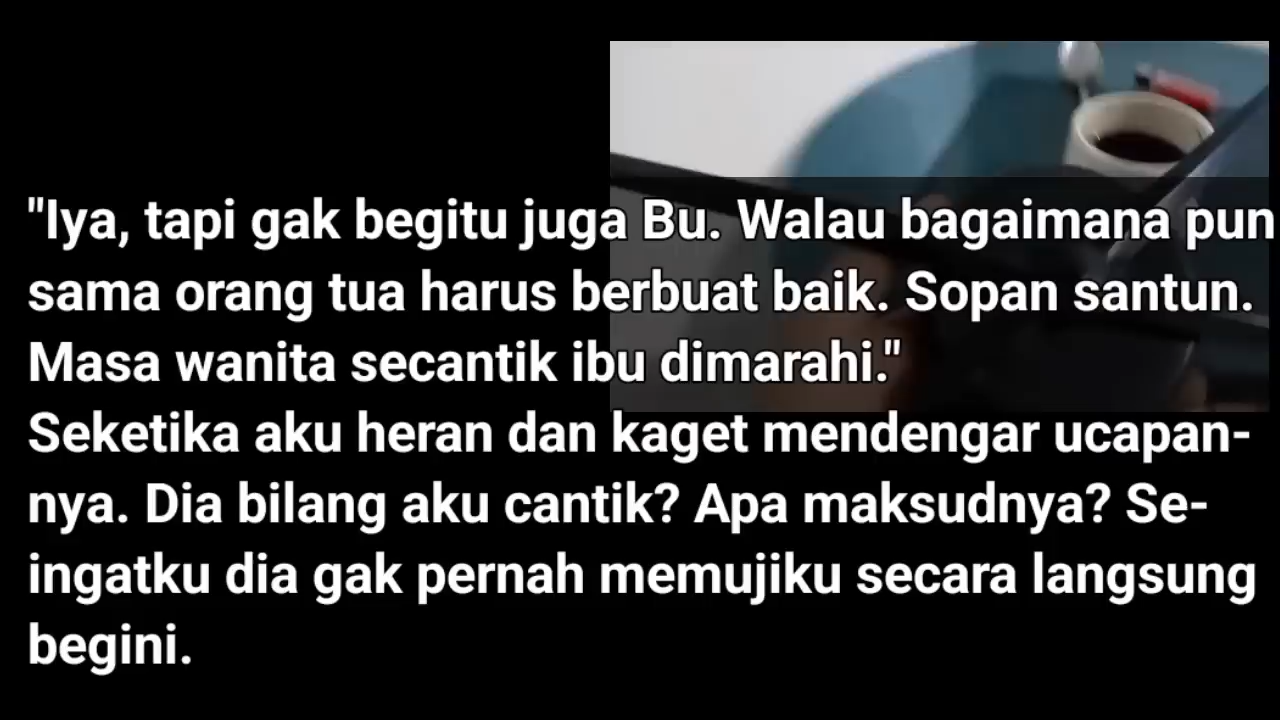 "Iya, tapi gak begitu juga Bu. Walau bagaimana pun
sama orang tua harus berbuat baik. Sopan santun.
Masa wanita secantik ibu dimarahi."
Seketika aku heran dan kaget mendengar ucapan-
nya. Dia bilang aku cantik? Apa maksudnya? Se-
ingatku dia gak pernah memujiku secara langsung
begini.